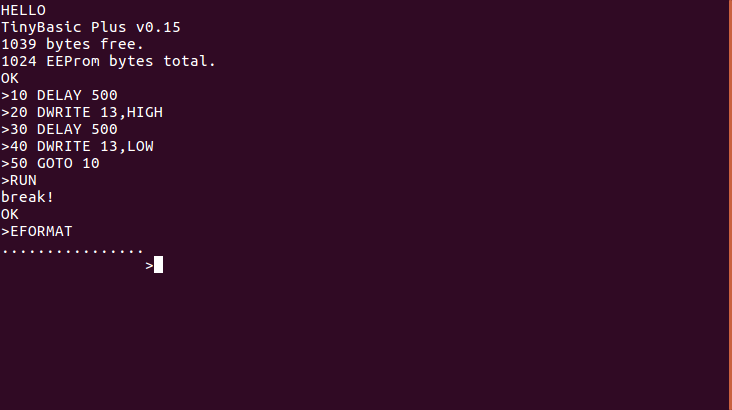 HELLO
TinyBasic Plus v0.15
1039 bytes free.
1024 EEProm bytes total.
OK
>10 DELAY 500
>20 DWRITE 13,HIGH
>30 DELAY 500
>40 DWRITE 13,LOW
>50 GOTO 10
>RUN
break!
OK
>EFORMAT
................
>